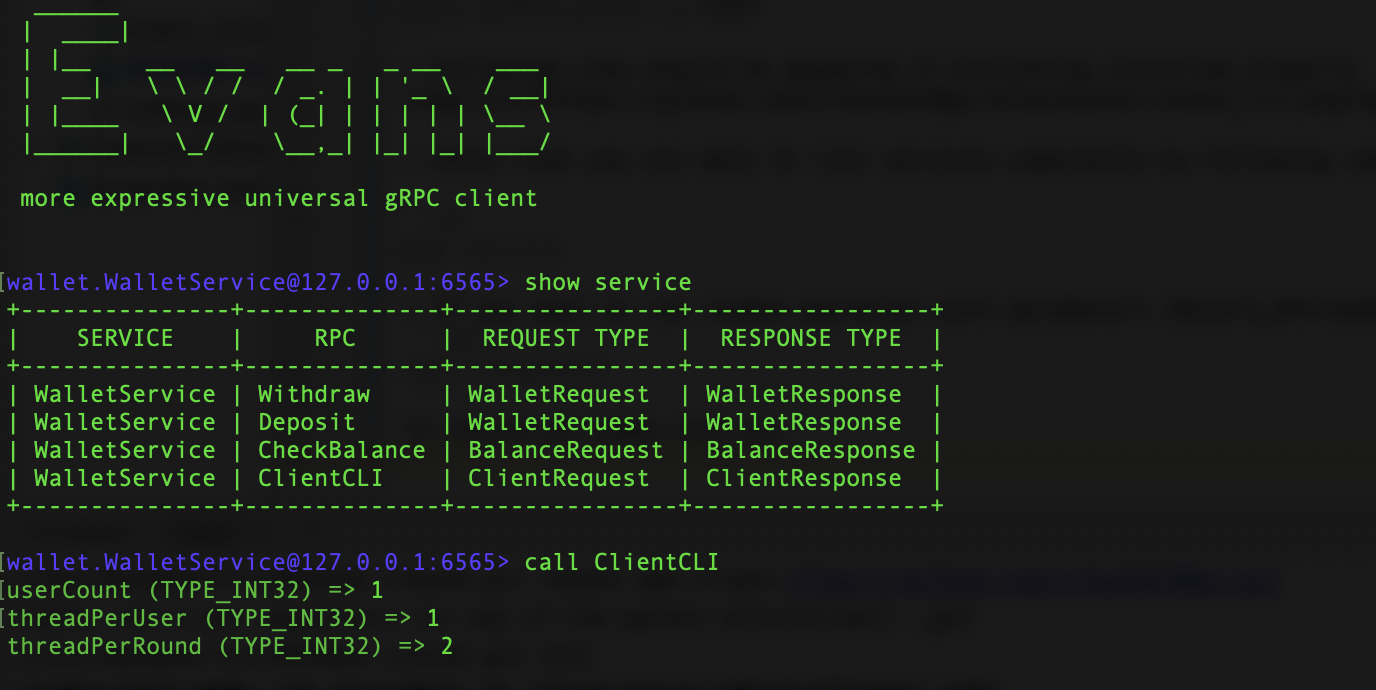 Evans
more expressive universal gRPC client
[wallet.WalletService@127.0.0.1:6565> show service
+---------------+--------------+----------------+-----------------+
|    SERVICE    |     RPC      |  REQUEST TYPE  |  RESPONSE TYPE  |
+---------------+--------------+----------------+-----------------+
| WalletService | Withdraw     | WalletRequest  | WalletResponse  |
| WalletService | Deposit      | WalletRequest  | WalletResponse  |
| WalletService | CheckBalance | BalanceRequest | BalanceResponse |
| WalletService | ClientCLI    | ClientRequest  | ClientResponse  |
+---------------+--------------+----------------+-----------------+
[wallet.WalletService@127.0.0.1:6565> call ClientCLI
[userCount (TYPE_INT32) => 1
[threadPerUser (TYPE_INT32) => 1
threadPerRound (TYPE_INT32) => 2